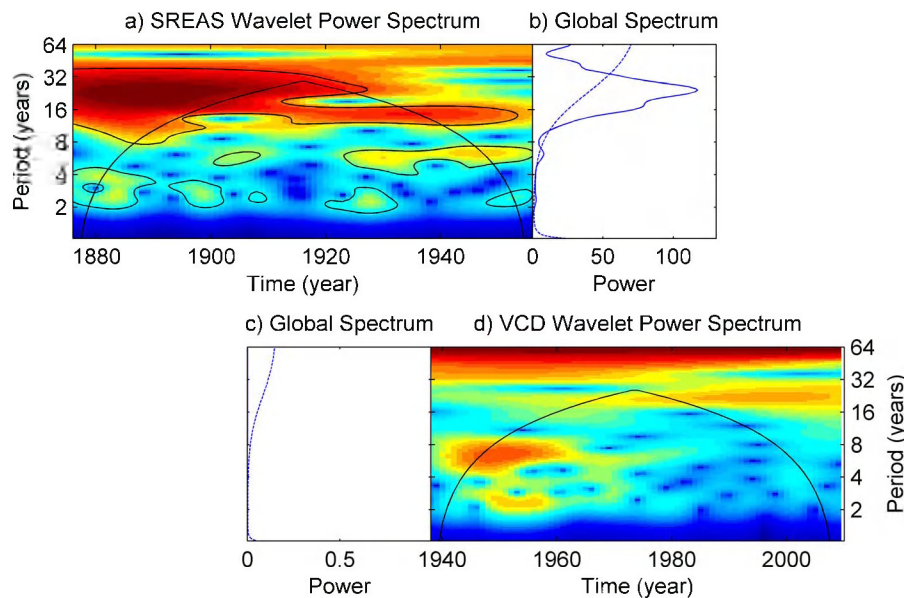 a) SREAS Wavelet Power Spectrum
b) Global Spectrum
64
32
16
8
4
2
Period (years)
1880 1900 1920 1940
Time (year)
0 50 100
Power
c) Global Spectrum
d) VCD Wavelet Power Spectrum
0 0.5
Power
1940 1960 1980 2000
Time (year)
64
32
16
8
4
2
Period (years)